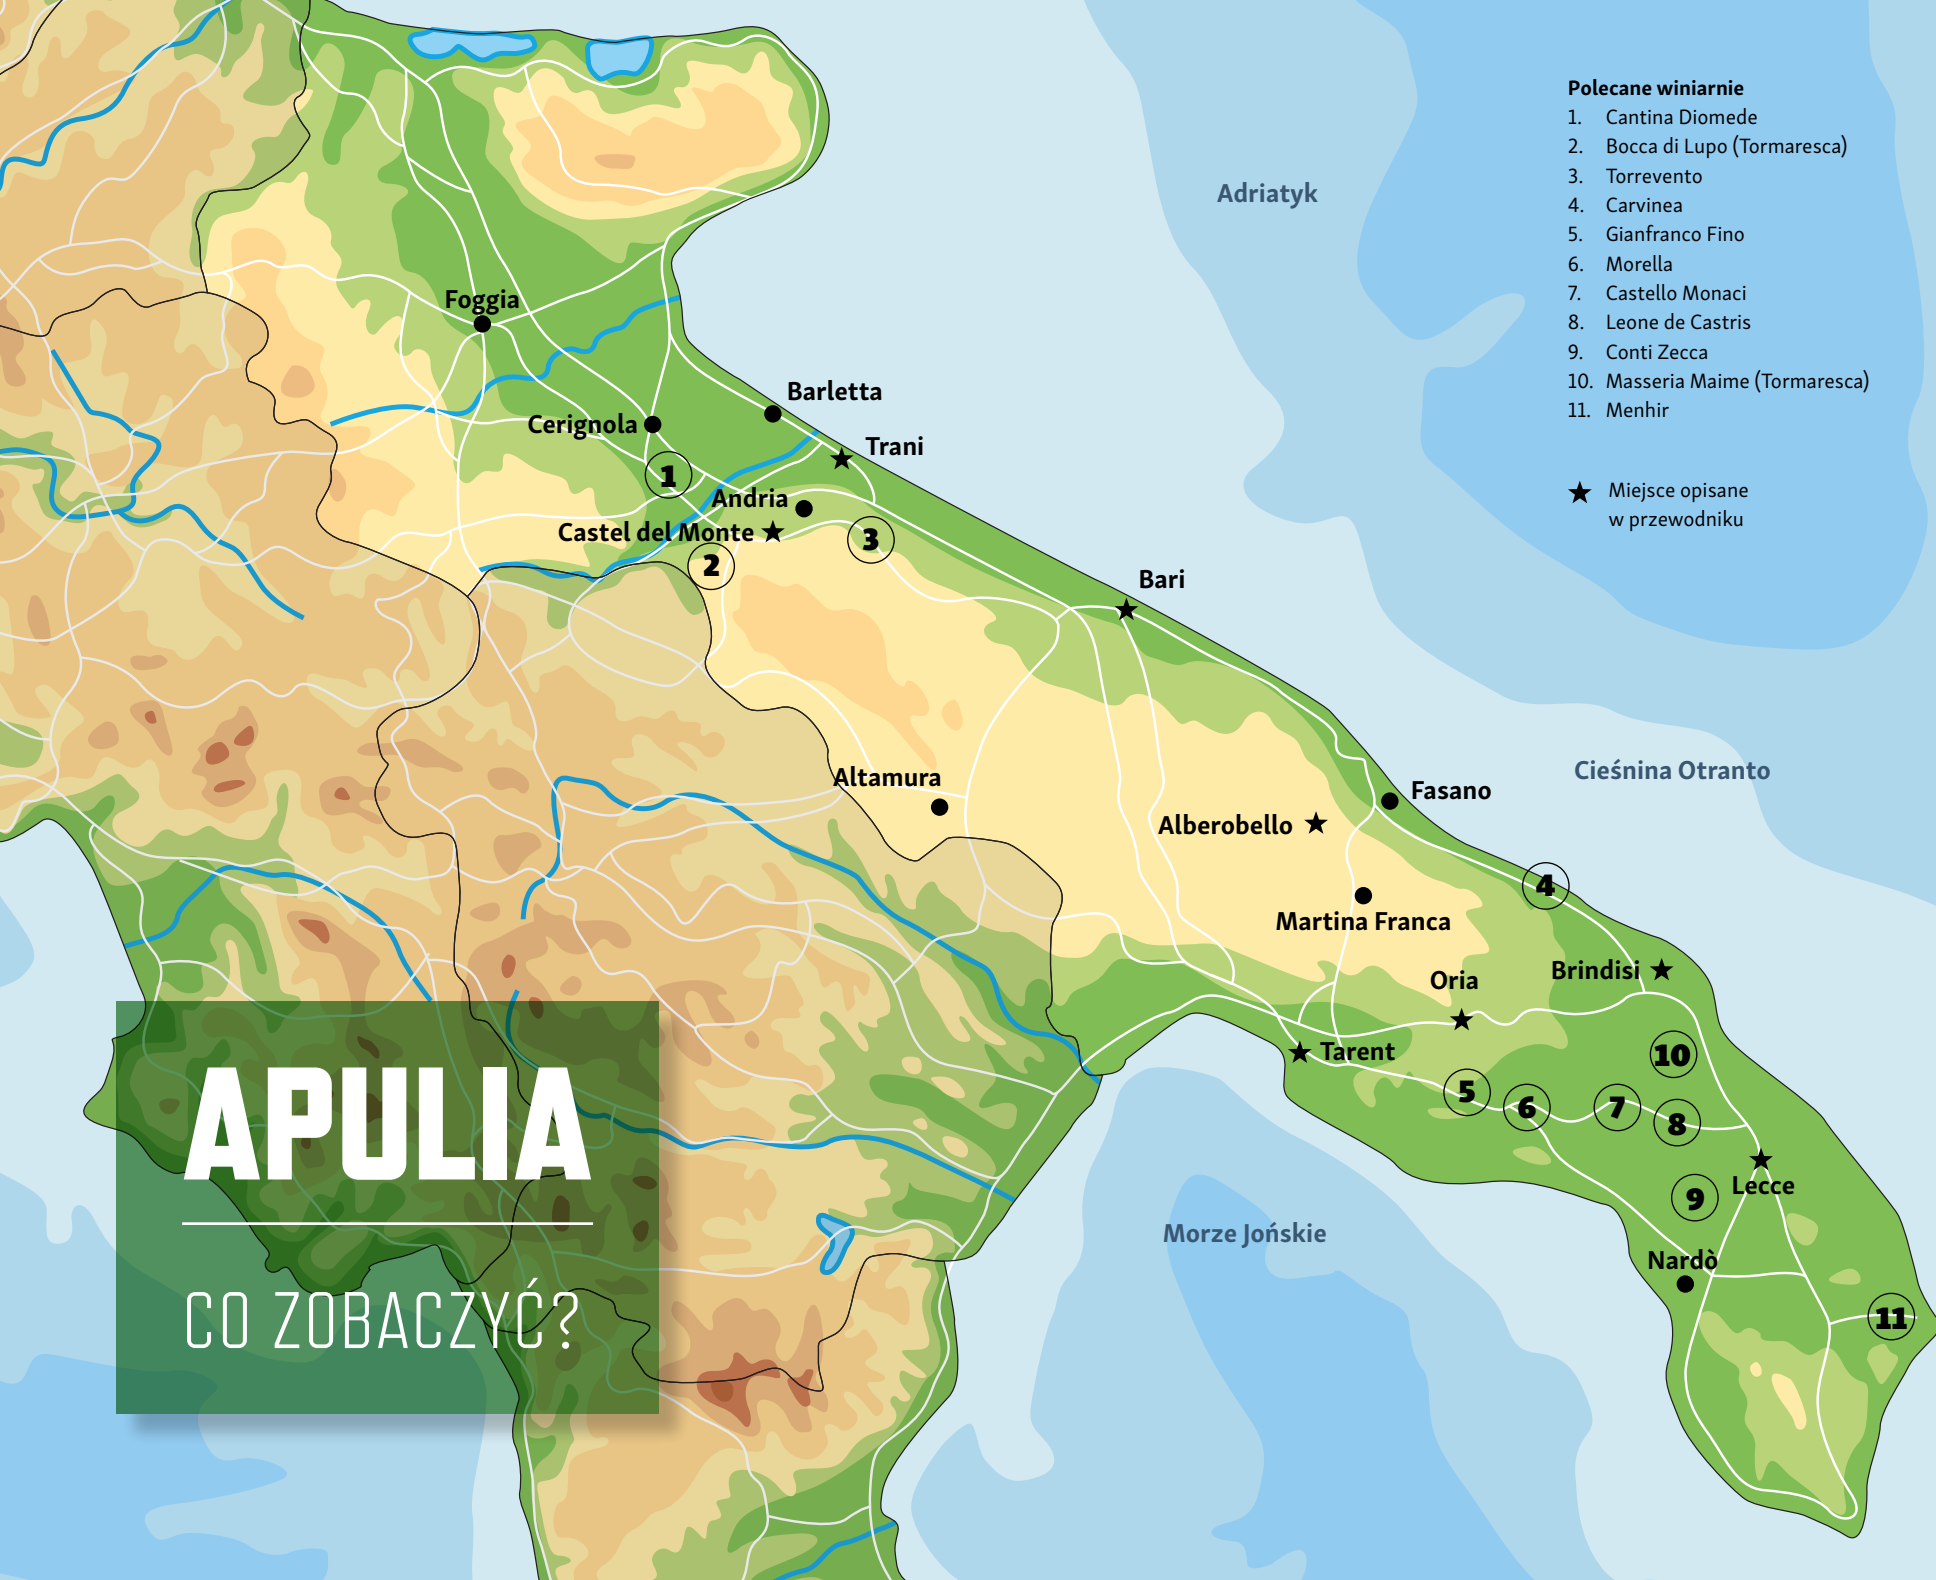 Polecane winiarnie
1. Cantina Diomede
2. Bocca di Lupo (Tormaresca)
3. Torrevento
4. Carvinea
5. Gianfranco Fino
6. Morella
7. Castello Monaci
8. Leone de Castris
9. Conti Zecca
10. Masseria Maime (Tormaresca)
11. Menhir
★ Miejsce opisane
w przewodniku
Adriatyk
Foggia
Barletta
Cerignola
Trani
1
Andria
Castel del Monte
3
2
Bari
Cieśnina Otranto
Altamura
Fasano
Alberobello
4
Martina Franca
Brindisi
Oria
Tarent
10
5
6
7
8
Lecce
9
Morze Jońskie
Nardò
11
APULIA
CO ZOBACZYĆ?